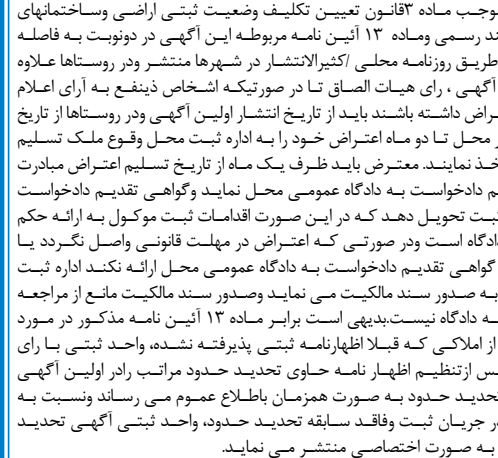 موجب ماده ۳قانون تعیین تکلیف وضعیت ثبتی اراضی وساختمانهای
ند رسمی وماده ۱۳ آئین نامه مربوطه این آگهی در دونوبت به فاصله
طریق روزنامه محلی /کثیرالانتشار در شهرها منتشر ودر روستاها علاوه
آگهی ، رای هیات الصاق تا در صورتیکه اشخاص ذینفع به آرای اعلام
راض داشته باشند باید از تاریخ انتشار اولین آگهی ودر روستاها از تاریخ
ر محل تا دو ماه اعتراض خود را به اداره ثبت محل وقوع ملک تسلیم
خذ نمایند. معترض باید ظرف یک ماه از تاریخ تسلیم اعتراض مبادرت
م دادخواست به دادگاه عمومی محل نماید وگواهی تقدیم دادخواست
ثبت تحویل دهد که در این صورت اقدامات ثبت موکول به ارائه حکم
دادگاه است ودر صورتی که اعتراض در مهلت قانونی واصل نگردد یا
گواهی تقدیم دادخواست به دادگاه عمومی محل ارائه نکند اداره ثبت
به صدور سند مالکیت می نماید وصدور سند مالکیت مانع از مراجعه
ه دادگاه نیست.بدیهی است برابر ماده ۱۳ آئین نامه مذکور در مورد
از املاکی که قبلا اظهارنامه ثبتی پذیرفته نشده، واحد ثبتی با رای
س ازتنظیم اظهار نامه حاوی تحدید حدود مراتب رادر اولین آگهی
تحدید حدود به صورت همزمان باطلاع عموم می رساند ونسبت به
ر جریان ثبت وفاقد سابقه تحدید حدود، واحد ثبتی آگهی تحدید
به صورت اختصاصی منتشر می نماید.